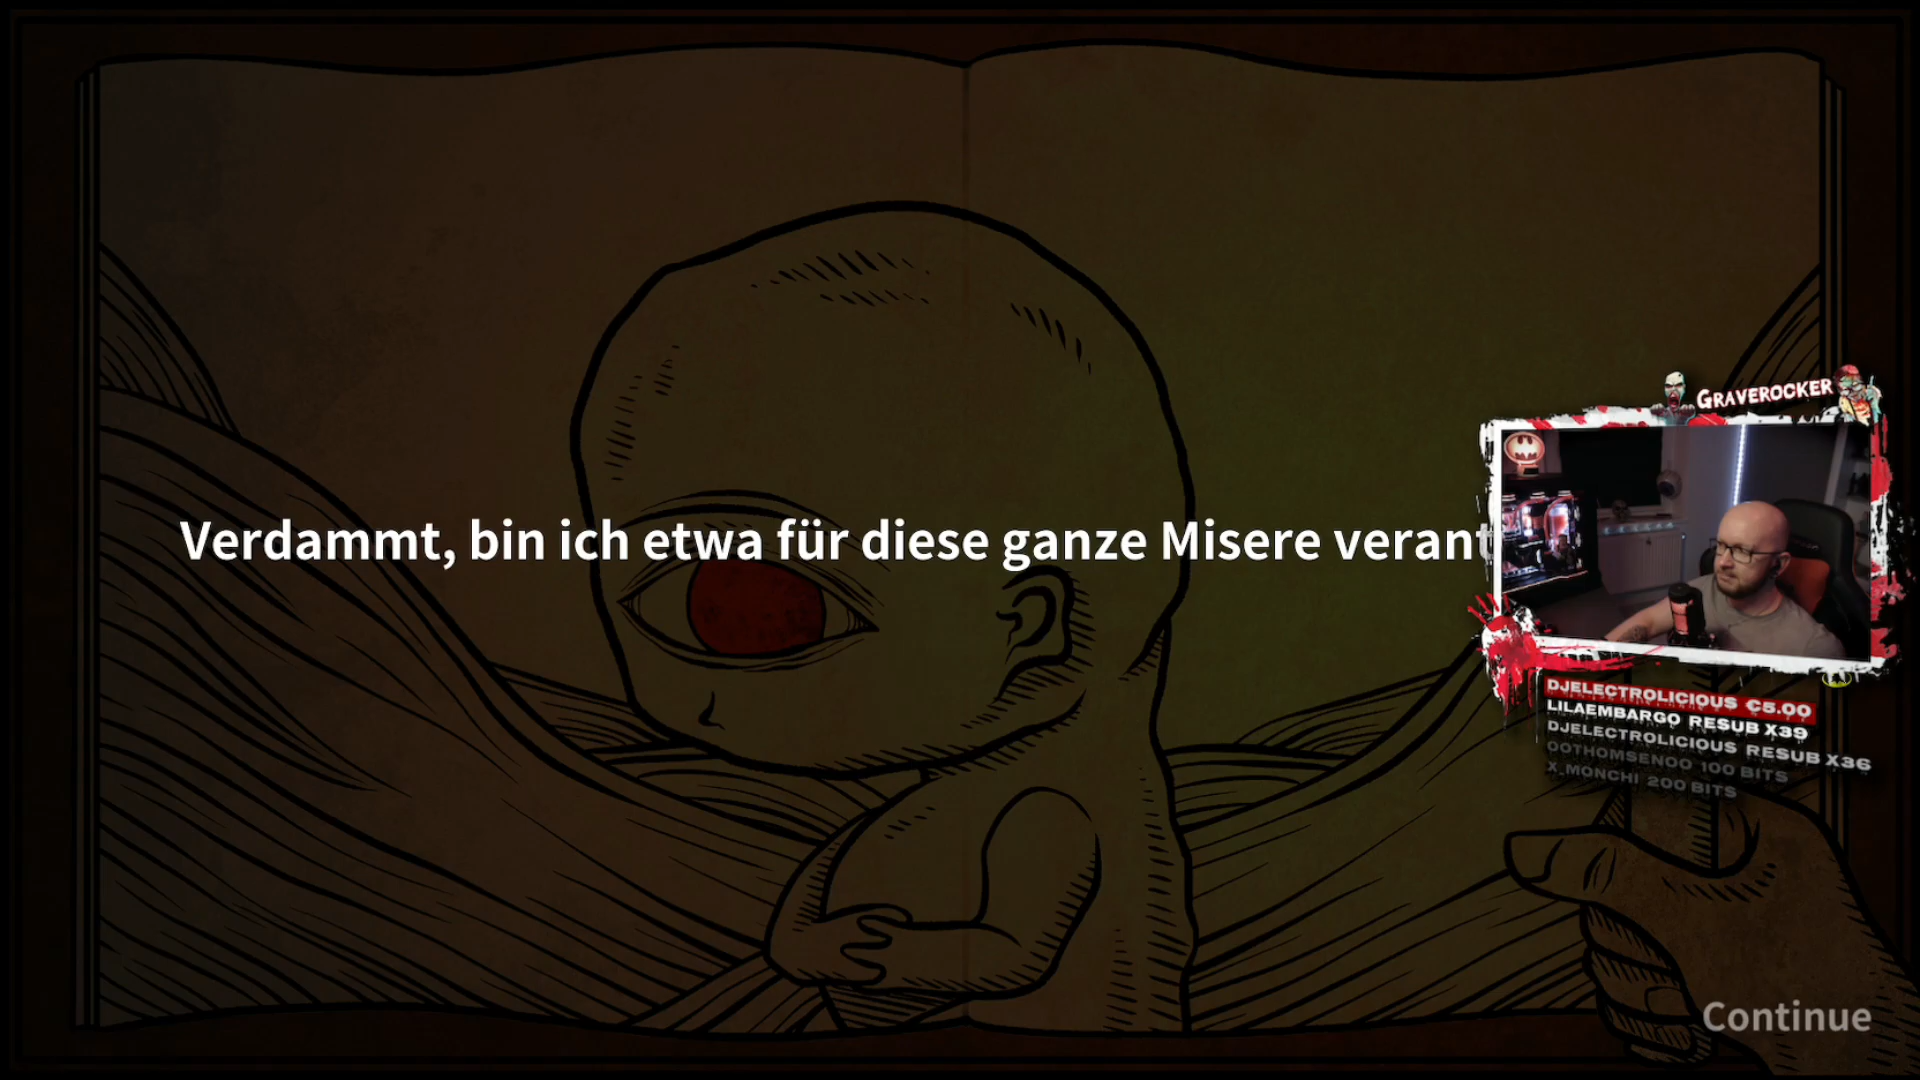 GRAVEROCKER
Verdammt, bin ich etwa für diese ganze Misere verant
DJELECTROLICIOUS €5.00
LILAEMBARGO RESUB X39
DJELECTROLICIOUS RESUB X36
OOTHOMSENOO 100 BITS
X_MONCHI 200 BITS
Continue